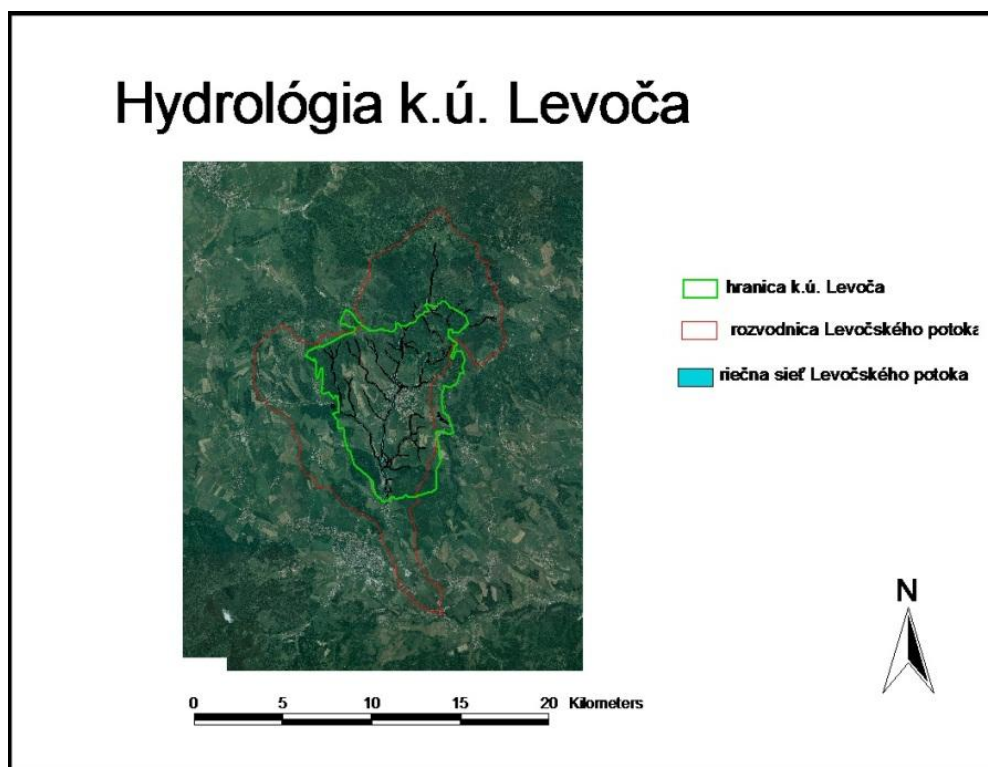 Hydrológia k.ú. Levoča
hranica k.ú. Levoča
rozvodnica Levočského potoka
riečna sieť Levočského potoka
N
0 5 10 15 20 Kilometers